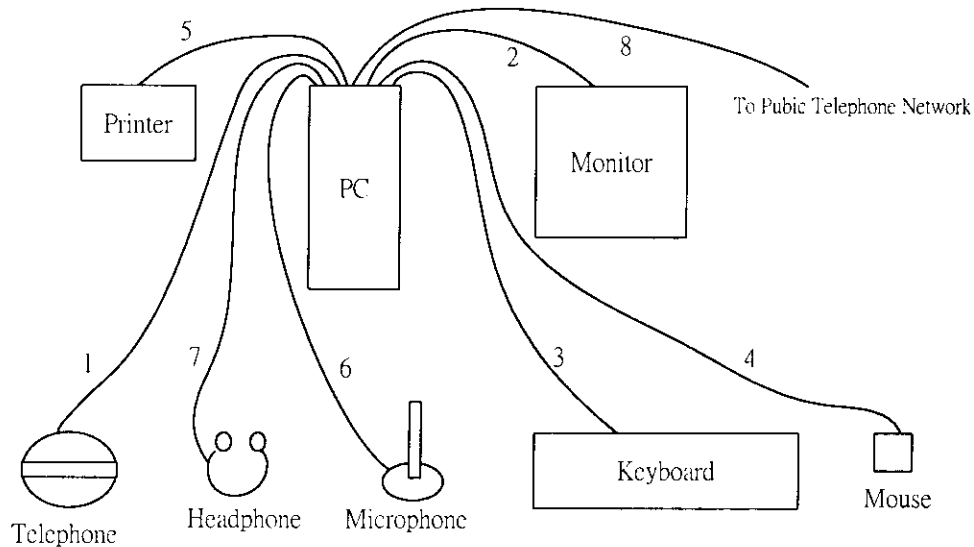 5
2
8
Printer
To Pubic Telephone Network
PC
Monitor
1
7
6
3
4
Keyboard
Telephone
Headphone
Microphone
Mouse